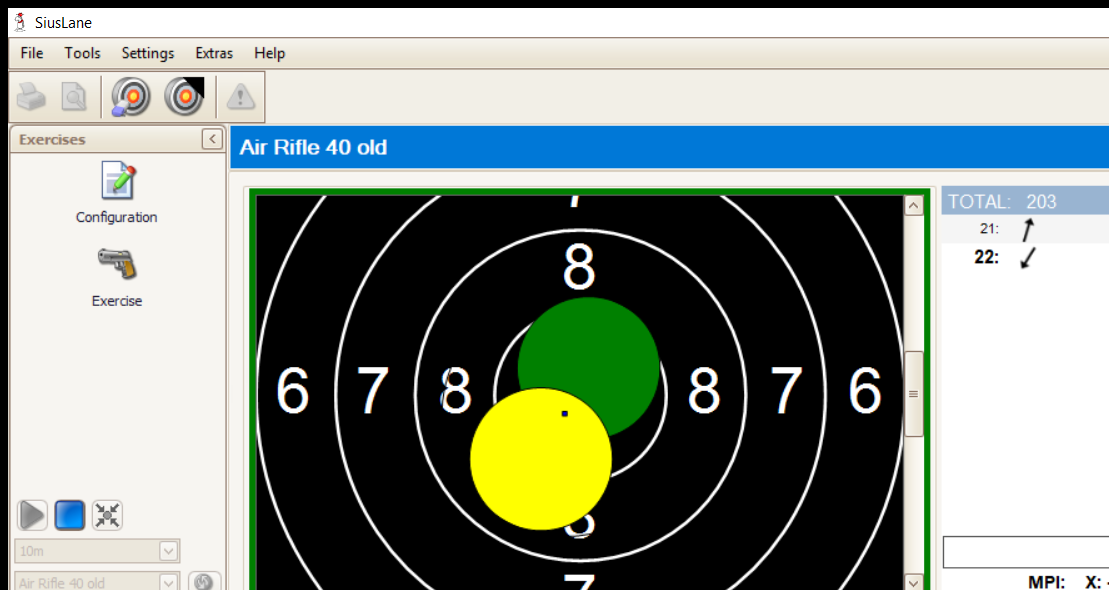 SiusLane
File Tools Settings Extras Help
Exercises
Air Rifle 40 old
Configuration
Exercise
TOTAL: 203
21:
22:
7
8
6 7 8 8 7 6
8
7
10m
Air Rifle 40 old
MPI: X: -